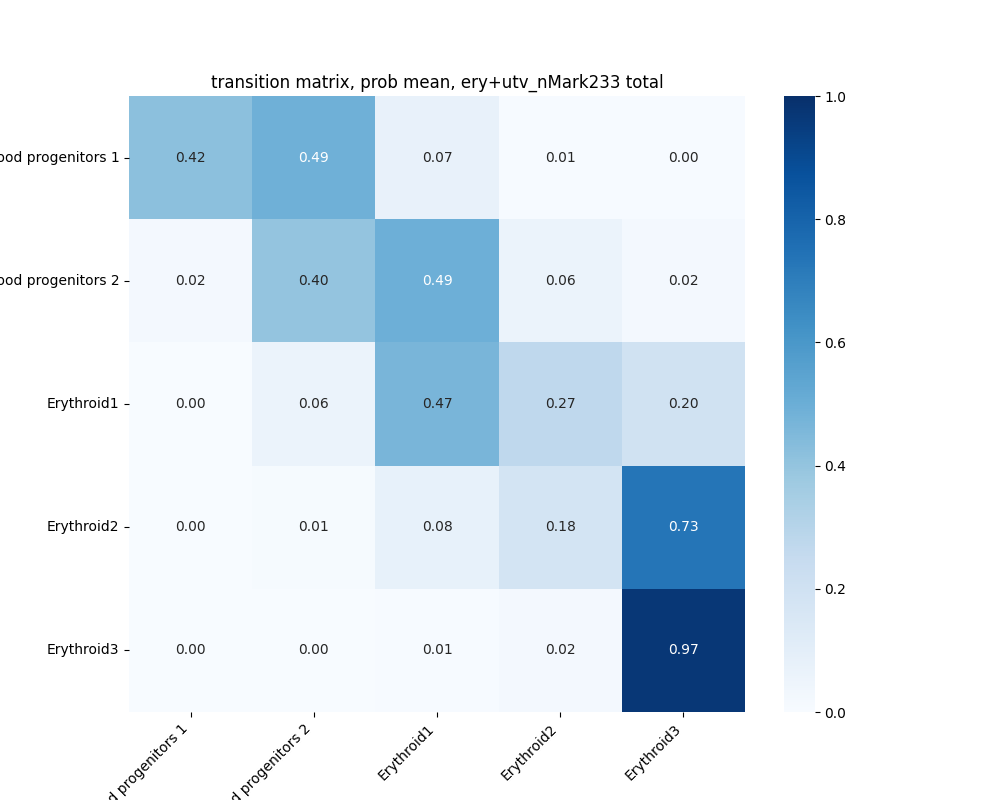 transition matrix, prob mean, ery+utv_nMark233 total
ood progenitors 1
0.42 0.49 0.07 0.01 0.00
ood progenitors 2
0.02 0.40 0.49 0.06 0.02
Erythroid1
0.00 0.06 0.47 0.27 0.20
Erythroid2
0.00 0.01 0.08 0.18 0.73
Erythroid3
0.00 0.00 0.01 0.02 0.97
d progenitors 1
d progenitors 2
Erythroid1
Erythroid2
Erythroid3
1.0
0.8
0.6
0.4
0.2
0.0